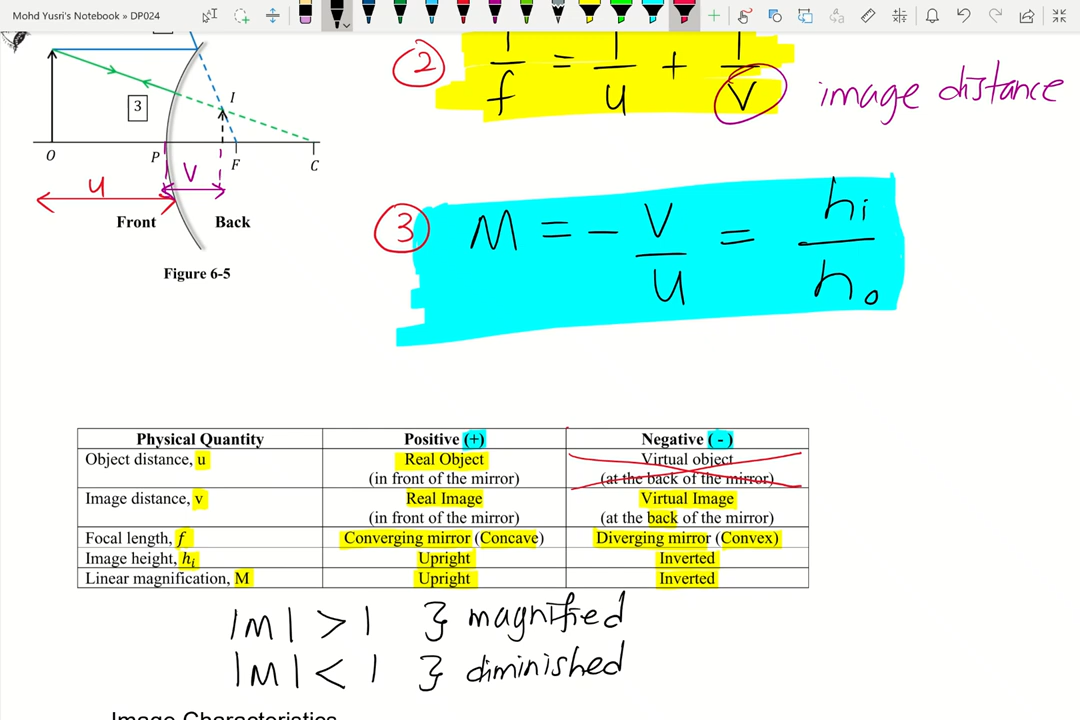 Mohd Yusri's Notebook » DP024
2
1/f = 1/u + 1/v
image distance
3
I
O
P
F
C
V
u
Front Back
Figure 6-5
3
M = - v/u = hi/ho
Physical Quantity Positive (+) Negative (-)
Object distance, u Real Object Virtual object
(in front of the mirror) (at the back of the mirror)
Image distance, v Real Image Virtual Image
(in front of the mirror) (at the back of the mirror)
Focal length, f Converging mirror (Concave) Diverging mirror (Convex)
Image height, hi Upright Inverted
Linear magnification, M Upright Inverted
|M| > 1 } magnified
|M| < 1 } diminished
Image Characteristics